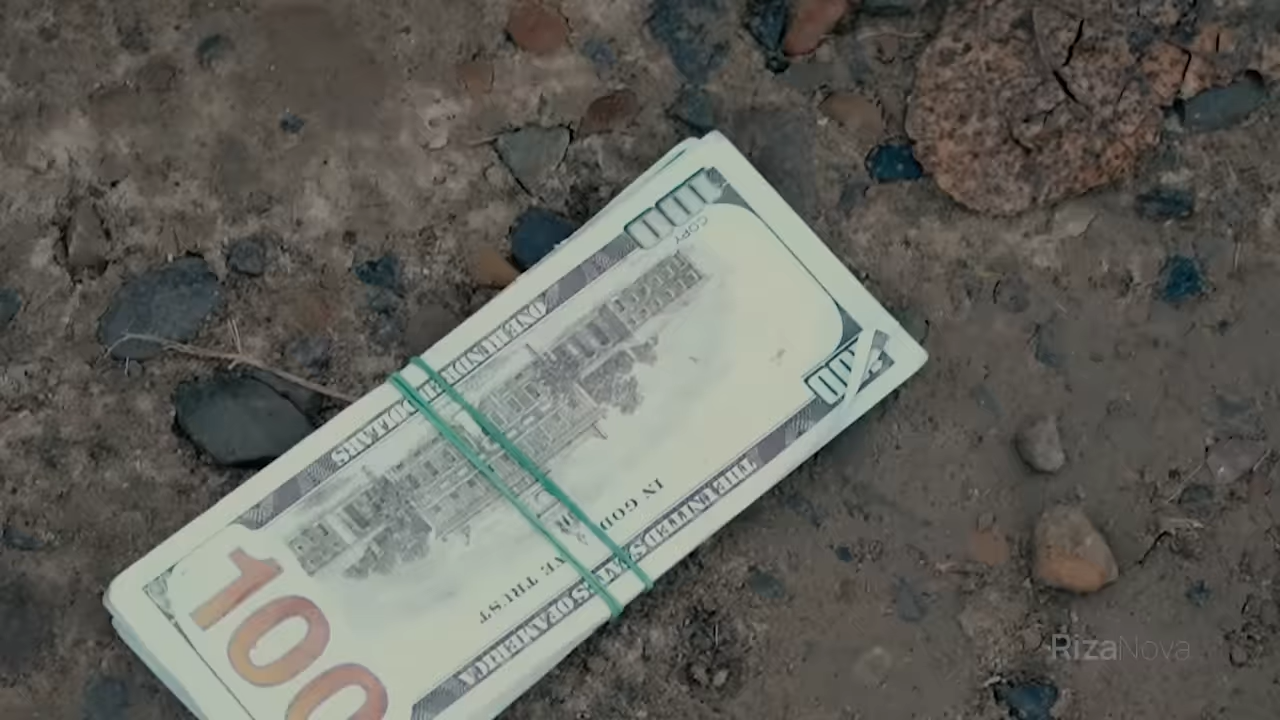 100
COPY
ONE HUNDRED DOLLARS
100
IN GOD WE TRUST
THE UNITED STATES OF AMERICA
100
RizaNova